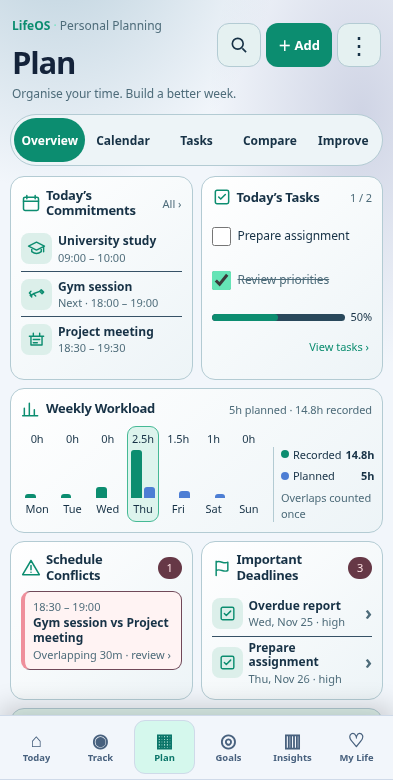 LifeOS Personal Planning
Plan
+ Add
Organise your time. Build a better week.
Overview Calendar Tasks Compare Improve
Today's
Commitments
All ›
University study
09:00 – 10:00
Gym session
Next · 18:00 – 19:00
Project meeting
18:30 – 19:30
Today's Tasks 1 / 2
Prepare assignment
Review priorities
50%
View tasks ›
Weekly Workload 5h planned · 14.8h recorded
0h 0h 0h 2.5h 1.5h 1h 0h
Mon Tue Wed Thu Fri Sat Sun
Recorded 14.8h
Planned 5h
Overlaps counted
once
Schedule
Conflicts
1
18:30 – 19:00
Gym session vs Project
meeting
Overlapping 30m · review ›
Important
Deadlines
3
Overdue report
Wed, Nov 25 · high
Prepare
assignment
Thu, Nov 26 · high
Today Track Plan Goals Insights My Life